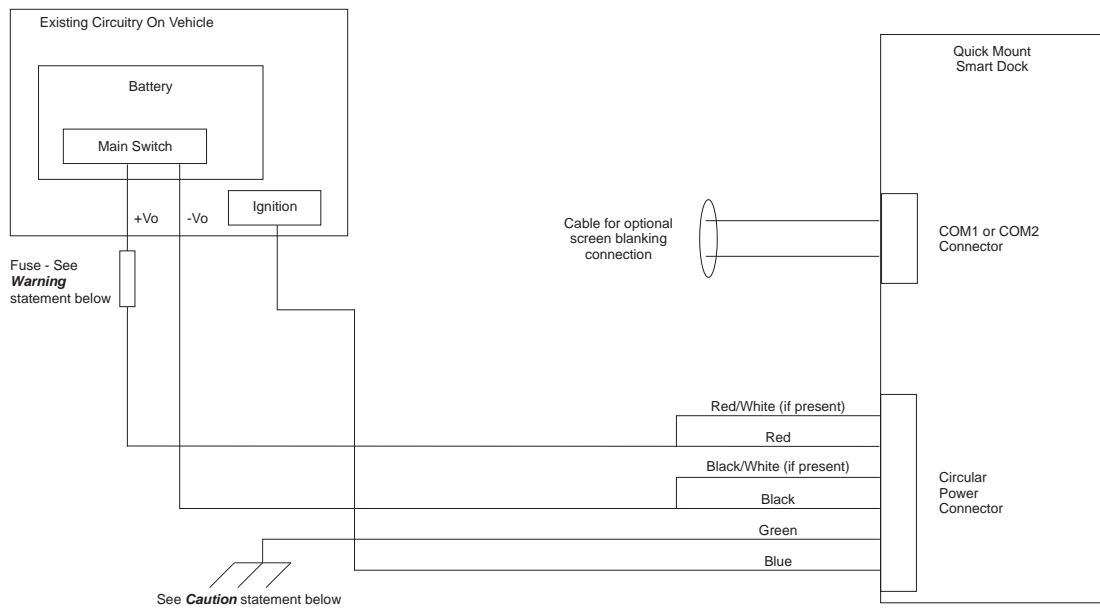 Existing Circuitry On Vehicle
Battery
Main Switch
+Vo
-Vo
Ignition
Fuse - See
Warning
statement below
Quick Mount
Smart Dock
Cable for optional
screen blanking
connection
COM1 or COM2
Connector
Red/White (if present)
Red
Black/White (if present)
Black
Green
Blue
Circular
Power
Connector
See Caution statement below